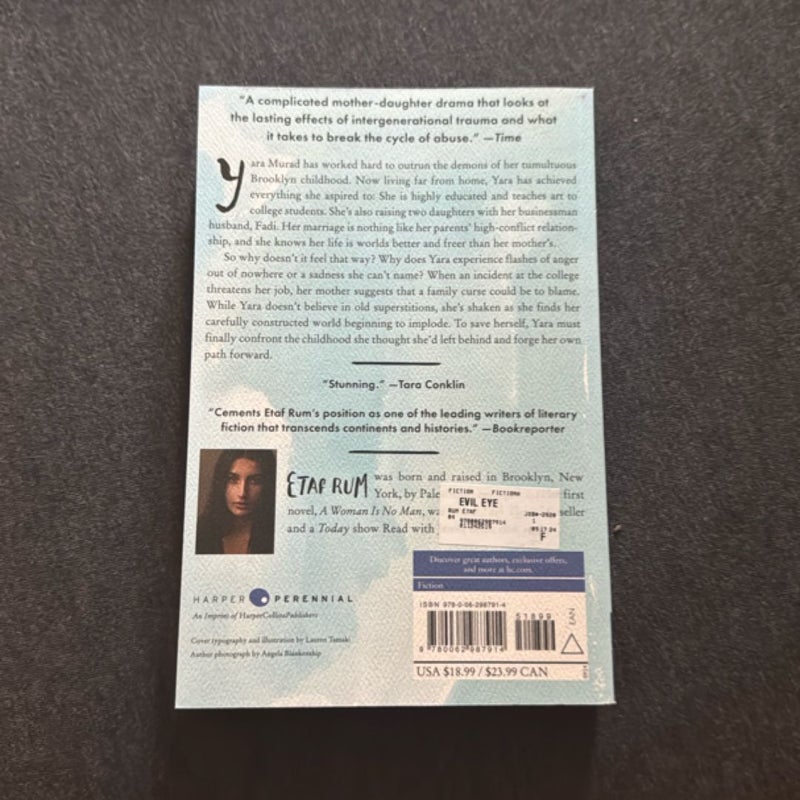 "A complicated mother-daughter drama that looks at
the lasting effects of intergenerational trauma and what
it takes to break the cycle of abuse." —Time
Yara Murad has worked hard to outrun the demons of her tumultuous
Brooklyn childhood. Now living far from home, Yara has achieved
everything she aspired to: She is highly educated and teaches art to
college students. She's also raising two daughters with her businessman
husband, Fadi. Her marriage is nothing like her parents' high-conflict relation-
ship, and she knows her life is worlds better and freer than her mother's.
So why doesn't it feel that way? Why does Yara experience flashes of anger
out of nowhere or a sadness she can't name? When an incident at the college
threatens her job, her mother suggests that a family curse could be to blame.
While Yara doesn't believe in old superstitions, she's shaken as she finds her
carefully constructed world beginning to implode. To save herself, Yara must
finally confront the childhood she thought she'd left behind and forge her own
path forward.
"Stunning." —Tara Conklin
"Cements Etaf Rum's position as one of the leading writers of literary
fiction that transcends continents and histories." —Bookreporter
ETAF RUM was born and raised in Brooklyn, New
York, by Pale first
novel, A Woman Is No Man, wa seller
and a Today show Read with
FICTION FICTION
EVIL EYE
RUM ETAF
04
F
Discover great authors, exclusive offers,
and more at hc.com.
Fiction
HARPER PERENNIAL
An Imprint of HarperCollinsPublishers
Cover typography and illustration by Lauren Tamaki
Author photograph by Angela Blankenship
ISBN 978-0-06-298791-4
51899
EAN
9 780062 987914
USA $18.99 / $23.99 CAN